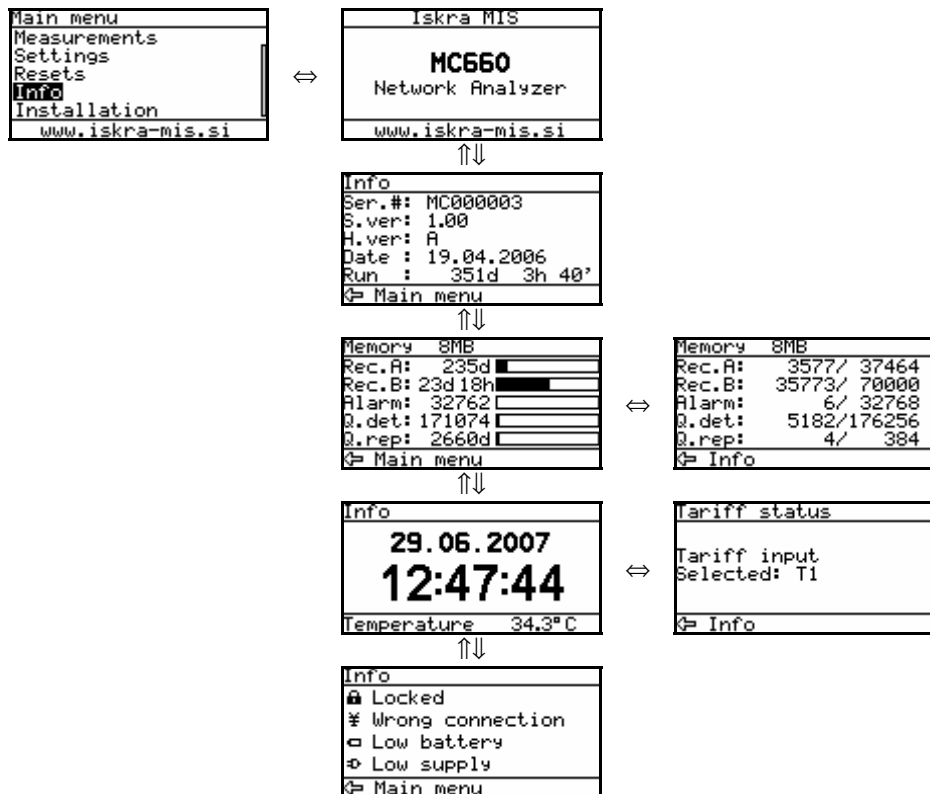 Main menu
Measurements
Settings
Resets
Info
Installation
www.iskra-mis.si
⇔
Iskra MIS
MC660
Network Analyzer
www.iskra-mis.si
⇑⇓
Info
Ser.#: MC000003
S.ver: 1.00
H.ver: A
Date : 19.04.2006
Run : 351d 3h 40'
⇦ Main menu
⇑⇓
Memory 8MB
Rec.A: 235d
Rec.B: 23d 18h
Alarm: 32762
Q.det: 171074
Q.rep: 2660d
⇦ Main menu
⇔
Memory 8MB
Rec.A: 3577/ 37464
Rec.B: 35773/ 70000
Alarm: 6/ 32768
Q.det: 5182/176256
Q.rep: 4/ 384
⇦ Info
⇑⇓
Info
29.06.2007
12:47:44
Temperature 34.3°C
⇔
Tariff status
Tariff input
Selected: T1
⇦ Info
⇑⇓
Info
Locked
¥ Wrong connection
Low battery
Low supply
⇦ Main menu